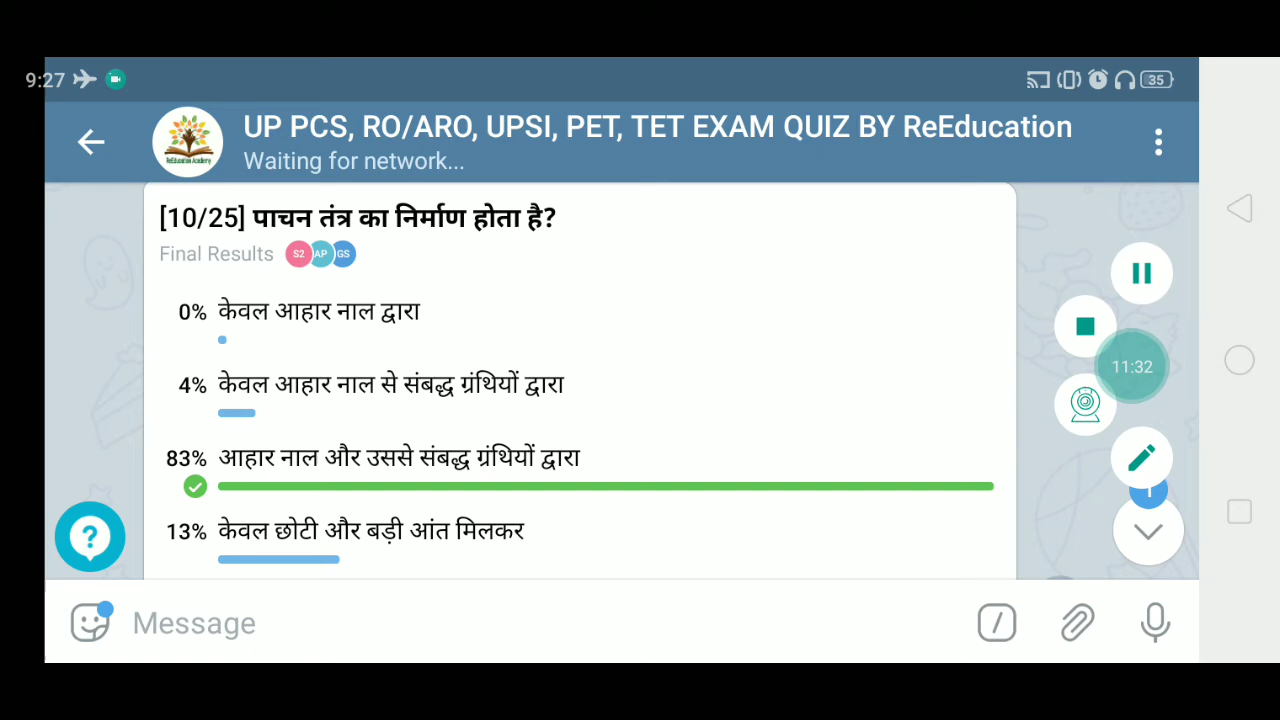 9:27
35
UP PCS, RO/ARO, UPSI, PET, TET EXAM QUIZ BY ReEducation
ReEducation Academy
Waiting for network...
[10/25] पाचन तंत्र का निर्माण होता है?
Final Results S2 AP GS
0% केवल आहार नाल द्वारा
4% केवल आहार नाल से संबद्ध ग्रंथियों द्वारा
11:32
83% आहार नाल और उससे संबद्ध ग्रंथियों द्वारा
13% केवल छोटी और बड़ी आंत मिलकर
?
Message
/